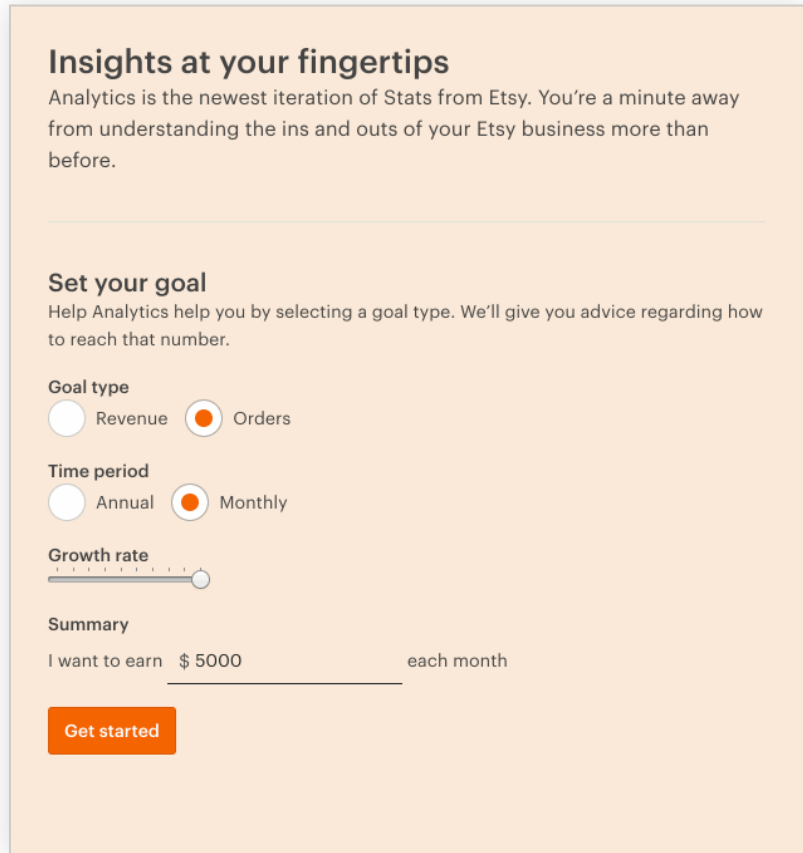 Insights at your fingertips
Analytics is the newest iteration of Stats from Etsy. You’re a minute away
from understanding the ins and outs of your Etsy business more than
before.
Set your goal
Help Analytics help you by selecting a goal type. We’ll give you advice regarding how
to reach that number.
Goal type
Revenue Orders
Time period
Annual Monthly
Growth rate
Summary
I want to earn $ 5000 each month
Get started